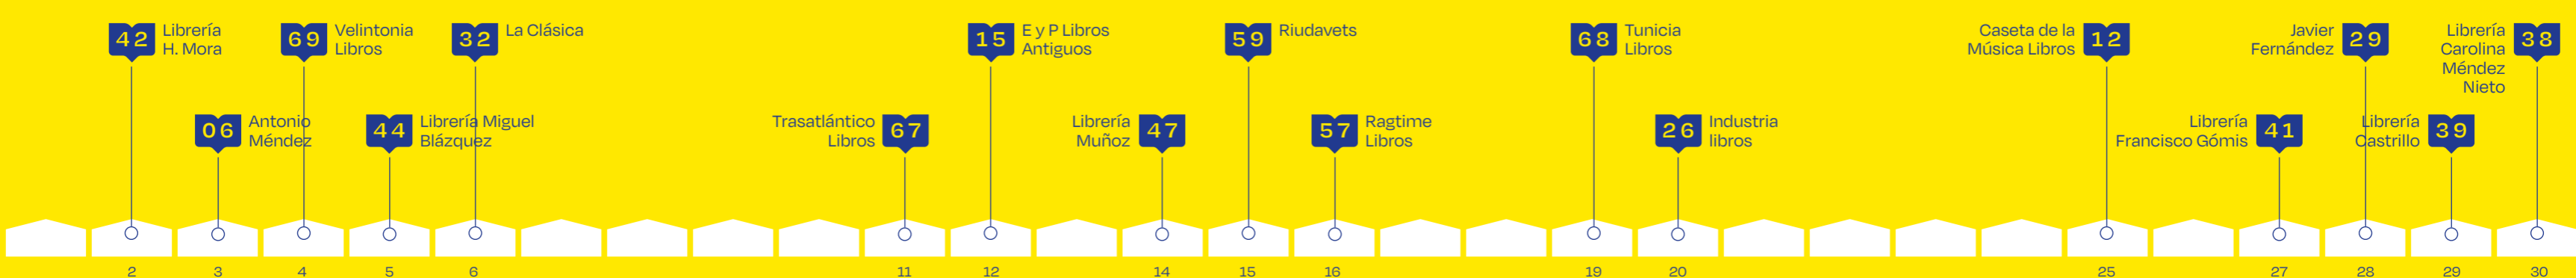 42
Librería
H. Mora
69
Velintonia
Libros
32
La Clásica
15
E y P Libros
Antiguos
59
Riudavets
68
Tunicia
Libros
Caseta de la
Música Libros
12
Javier
Fernández
29
Librería
Carolina
Méndez
Nieto
38
06
Antonio
Méndez
44
Librería Miguel
Blázquez
Trasatlántico
Libros
67
Librería
Muñoz
47
57
Ragtime
Libros
26
Industria
libros
Librería
Francisco Gómis
41
Librería
Castrillo
39
2 3 4 5 6 11 12 14 15 16 19 20 25 27 28 29 30